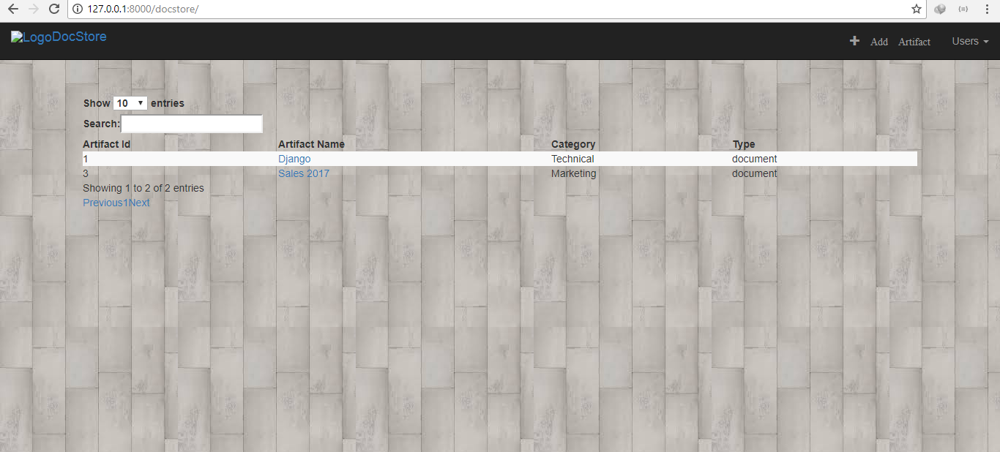 127.0.0.1:8000/docstore/
LogoDocStore
Add Artifact Users
Show 10 entries
Search:
Artifact Id Artifact Name Category Type
1 Django Technical document
3 Sales 2017 Marketing document
Showing 1 to 2 of 2 entries
Previous1Next